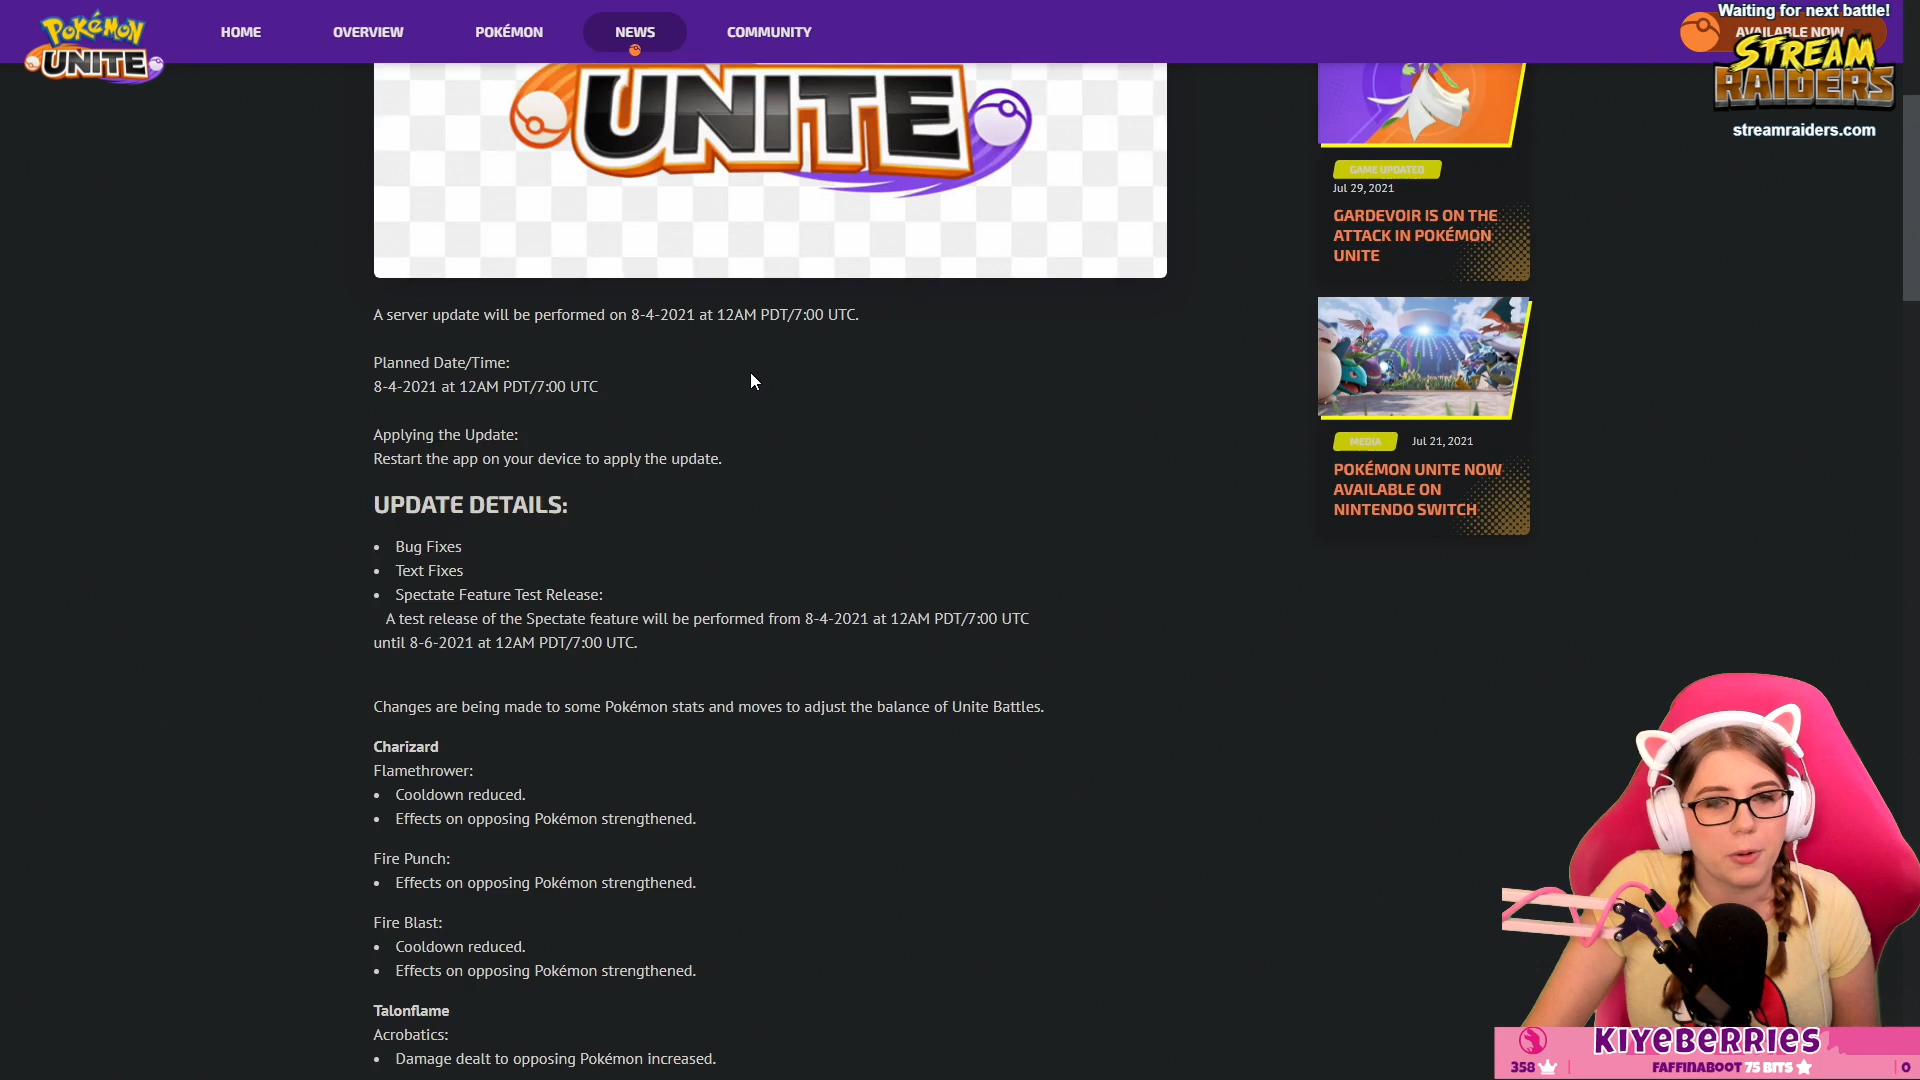 Pokémon
UNITE
HOME
OVERVIEW
POKÉMON
NEWS
COMMUNITY
Waiting for next battle!
AVAILABLE NOW
STREAM
RAIDERS
streamraiders.com
UNITE
A server update will be performed on 8-4-2021 at 12AM PDT/7:00 UTC.
Planned Date/Time:
8-4-2021 at 12AM PDT/7:00 UTC
Applying the Update:
Restart the app on your device to apply the update.
UPDATE DETAILS:
• Bug Fixes
• Text Fixes
• Spectate Feature Test Release:
A test release of the Spectate feature will be performed from 8-4-2021 at 12AM PDT/7:00 UTC
until 8-6-2021 at 12AM PDT/7:00 UTC.
Changes are being made to some Pokémon stats and moves to adjust the balance of Unite Battles.
Charizard
Flamethrower:
• Cooldown reduced.
• Effects on opposing Pokémon strengthened.
Fire Punch:
• Effects on opposing Pokémon strengthened.
Fire Blast:
• Cooldown reduced.
• Effects on opposing Pokémon strengthened.
Talonflame
Acrobatics:
• Damage dealt to opposing Pokémon increased.
GAME UPDATED
Jul 29, 2021
GARDEVOIR IS ON THE
ATTACK IN POKÉMON
UNITE
MEDIA
Jul 21, 2021
POKÉMON UNITE NOW
AVAILABLE ON
NINTENDO SWITCH
KIYEBERRIES
358
FAFFINABOOT 75 BITS
0